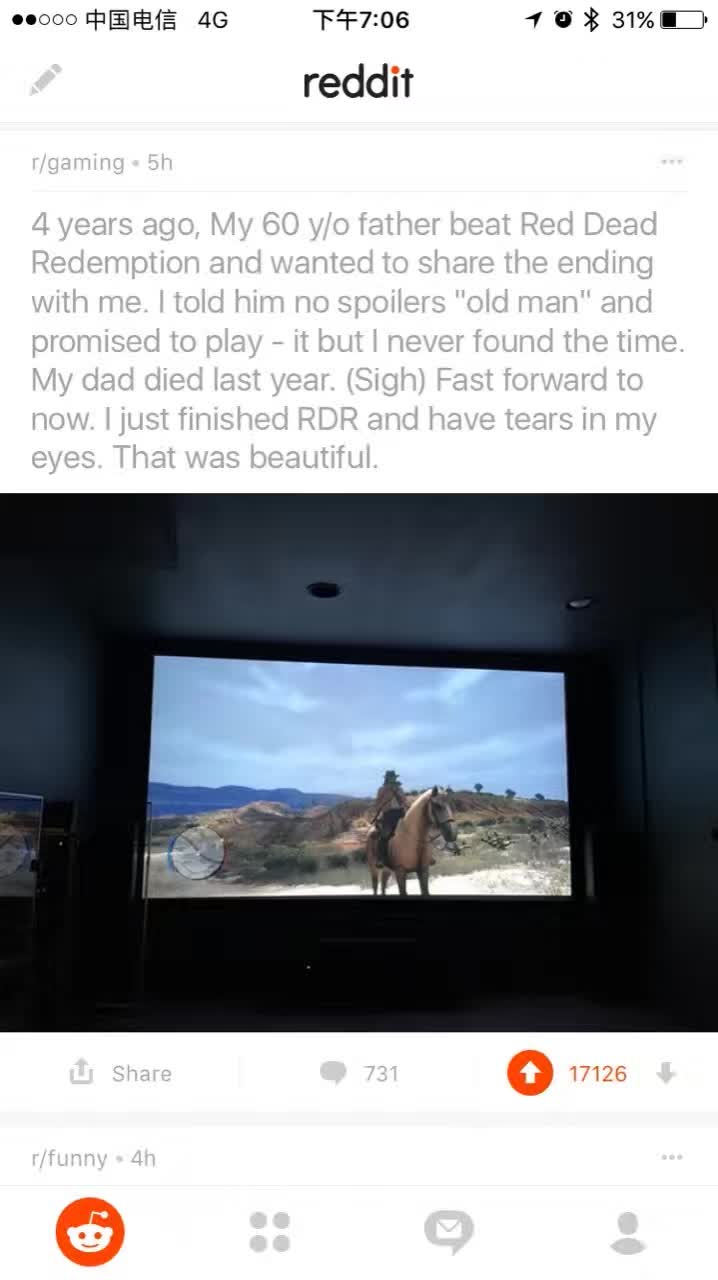 中国电信 4G 下午7:06 31%
reddit
r/gaming • 5h
4 years ago, My 60 y/o father beat Red Dead
Redemption and wanted to share the ending
with me. I told him no spoilers "old man" and
promised to play - it but I never found the time.
My dad died last year. (Sigh) Fast forward to
now. I just finished RDR and have tears in my
eyes. That was beautiful.
Share 731 17126
r/funny • 4h